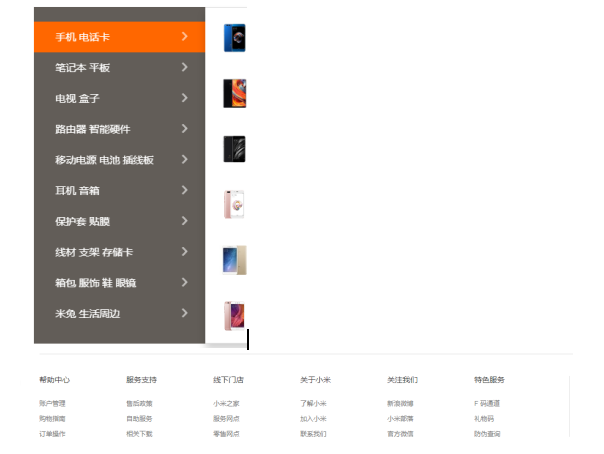 手机 电话卡
笔记本 平板
电视 盒子
路由器 智能硬件
移动电源 电池 插线板
耳机 音箱
保护套 贴膜
线材 支架 存储卡
箱包 服饰 鞋 眼镜
米兔 生活周边
帮助中心 服务支持 线下门店 关于小米 关注我们 特色服务
账户管理 售后政策 小米之家 了解小米 新浪微博 F 码通道
购物指南 自助服务 服务网点 加入小米 小米部落 礼物码
订单操作 相关下载 零售网点 联系我们 官方微信 防伪查询